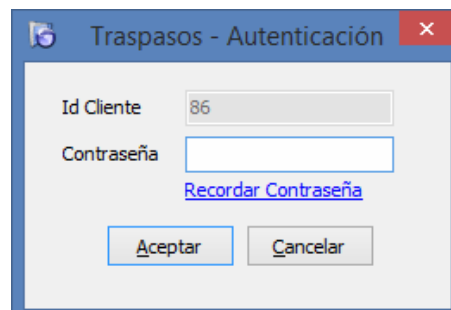 Traspasos - Autenticación
Id Cliente 86
Contraseña
Recordar Contraseña
Aceptar Cancelar